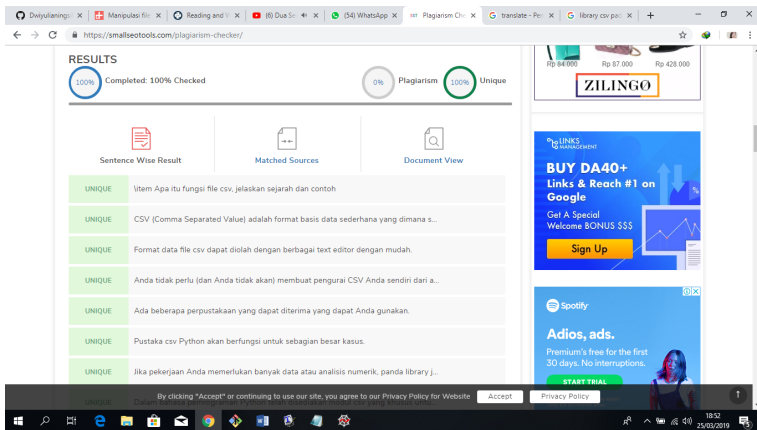 Dwiyulianings
Manipulasi file
Reading and W
(6) Dua Se
(54) WhatsApp
Plagiarism Che
translate - Pen
library csv pad
https://smallseotools.com/plagiarism-checker/
RESULTS
100%
Completed: 100% Checked
0%
Plagiarism
100%
Unique
Sentence Wise Result
Matched Sources
Document View
UNIQUE \item Apa itu fungsi file csv, jelaskan sejarah dan contoh
UNIQUE CSV (Comma Separated Value) adalah format basis data sederhana yang dimana s...
UNIQUE Format data file csv dapat diolah dengan berbagai text editor dengan mudah.
UNIQUE Anda tidak perlu (dan Anda tidak akan) membuat pengurai CSV Anda sendiri dari a...
UNIQUE Ada beberapa perpustakaan yang dapat diterima yang dapat Anda gunakan.
UNIQUE Pustaka csv Python akan berfungsi untuk sebagian besar kasus.
UNIQUE Jika pekerjaan Anda memerlukan banyak data atau analisis numerik, panda library j...
Rp 84 000
Rp 87.000
Rp 428.000
ZILINGO
LINKS
MANAGEMENT
BUY DA40+
Links & Reach #1 on
Google
Get A Special
Welcome BONUS $$$
Sign Up
Spotify
Adios, ads.
Premium's free for the first
30 days. No interruptions.
START TRIAL
By clicking "Accept" or continuing to use our site, you agree to our Privacy Policy for Website
Accept
Privacy Policy
18:52
25/03/2019